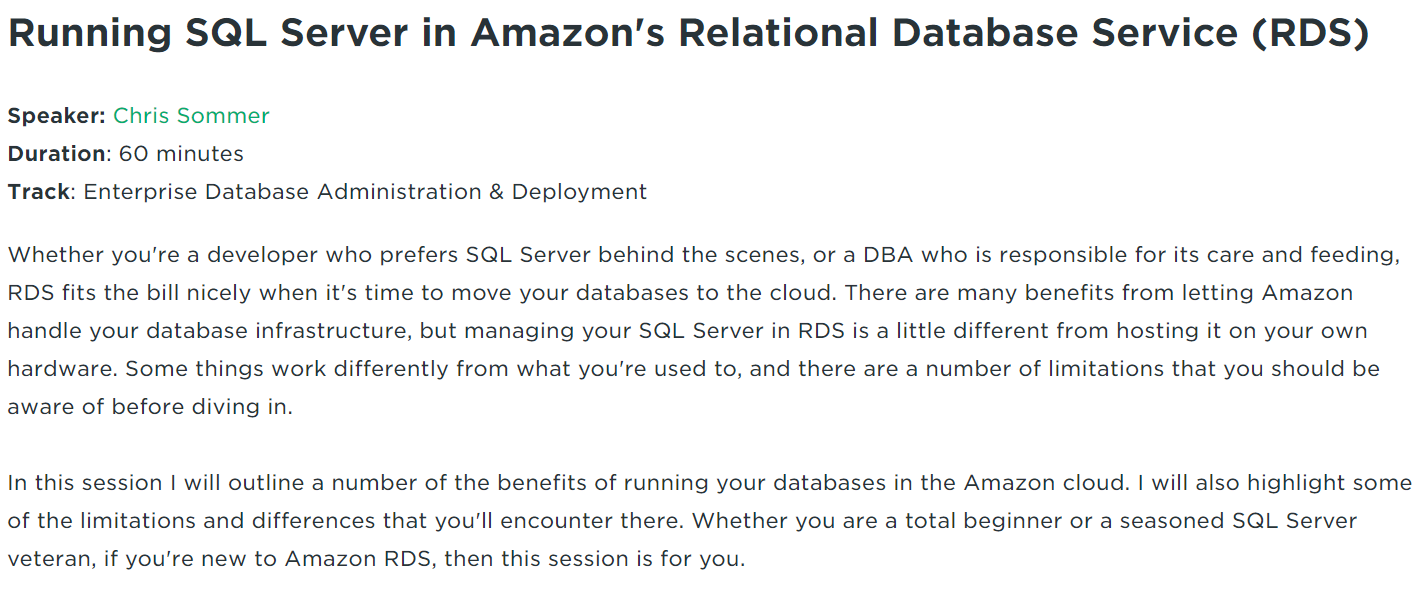 Running SQL Server in Amazon's Relational Database Service (RDS)
Speaker: Chris Sommer
Duration: 60 minutes
Track: Enterprise Database Administration & Deployment
Whether you're a developer who prefers SQL Server behind the scenes, or a DBA who is responsible for its care and feeding,
RDS fits the bill nicely when it's time to move your databases to the cloud. There are many benefits from letting Amazon
handle your database infrastructure, but managing your SQL Server in RDS is a little different from hosting it on your own
hardware. Some things work differently from what you're used to, and there are a number of limitations that you should be
aware of before diving in.
In this session I will outline a number of the benefits of running your databases in the Amazon cloud. I will also highlight some
of the limitations and differences that you'll encounter there. Whether you are a total beginner or a seasoned SQL Server
veteran, if you're new to Amazon RDS, then this session is for you.